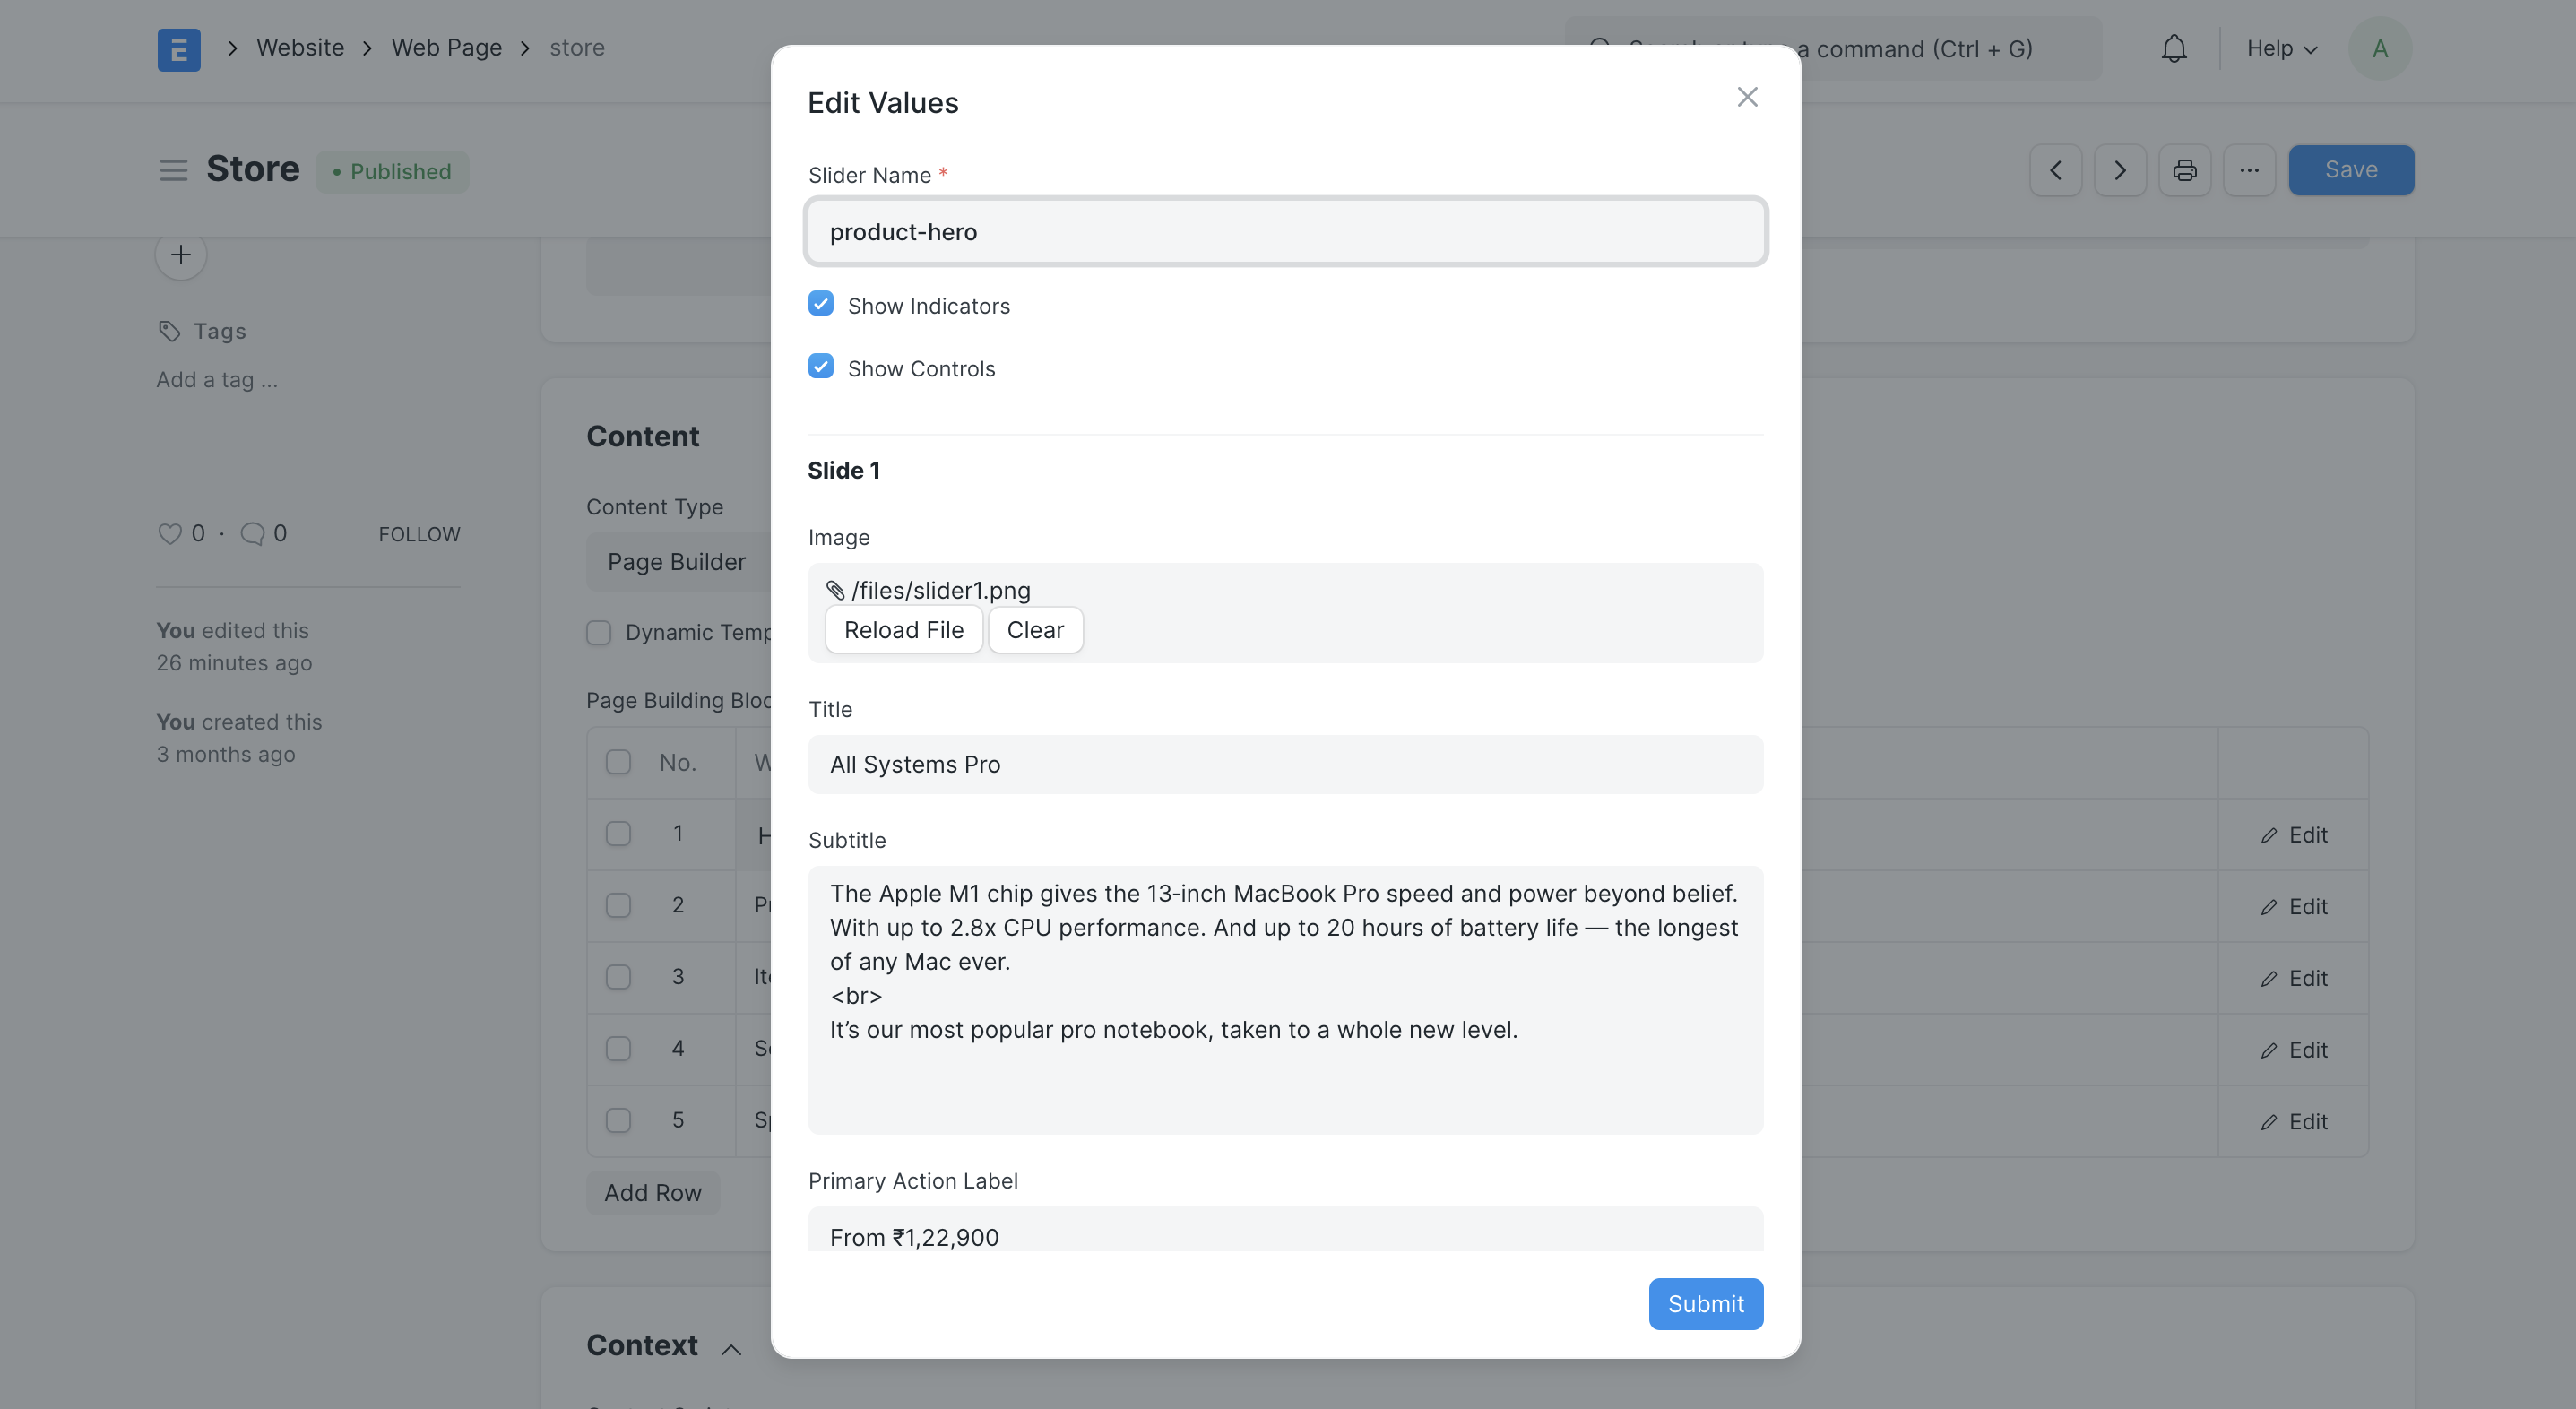 E
Website
Web Page
store
a command (Ctrl + G)
Help
A
Store
Published
Save
Tags
Add a tag ...
0 · 0
FOLLOW
You edited this
26 minutes ago
You created this
3 months ago
Content
Content Type
Page Builder
Dynamic
Page Building
No.
1
Edit
2
Edit
3
Edit
4
Edit
5
Edit
Add Row
Context
Edit Values
Slider Name *
product-hero
Show Indicators
Show Controls
Slide 1
Image
/files/slider1.png
Reload File
Clear
Title
All Systems Pro
Subtitle
The Apple M1 chip gives the 13-inch MacBook Pro speed and power beyond belief.
With up to 2.8x CPU performance. And up to 20 hours of battery life — the longest
of any Mac ever.
<br>
It’s our most popular pro notebook, taken to a whole new level.
Primary Action Label
From ₹1,22,900
Submit